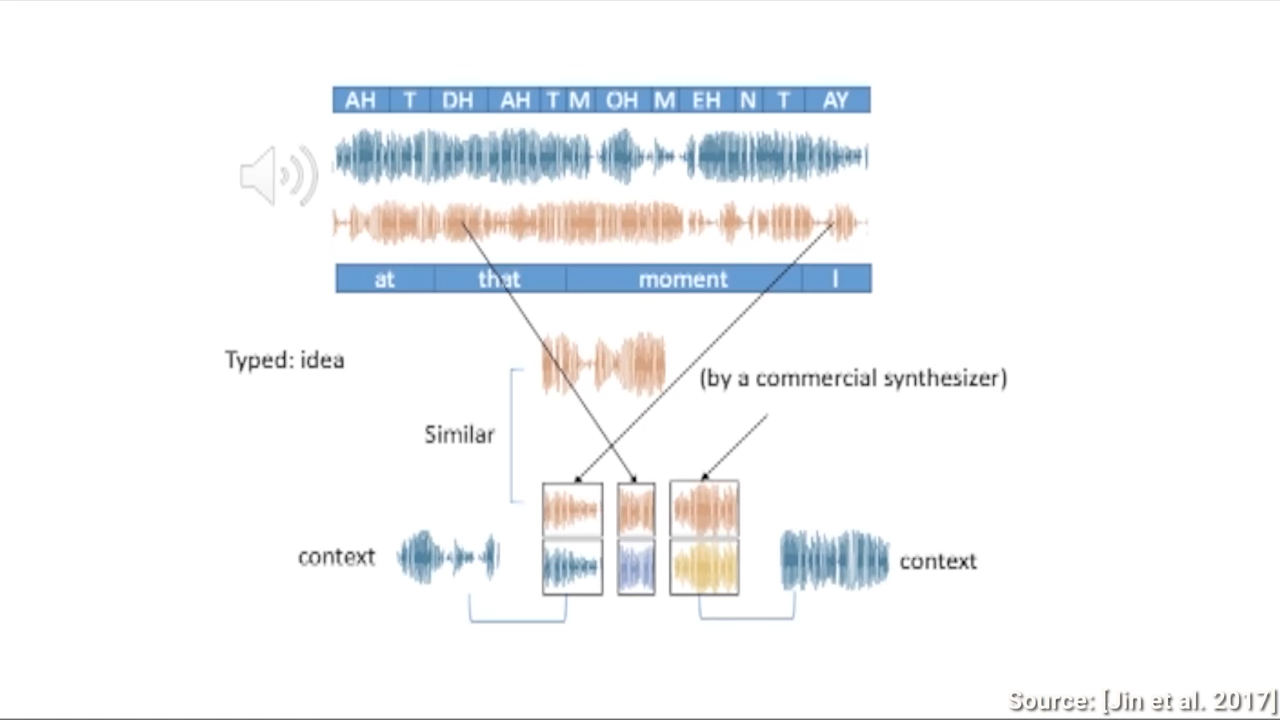 AH T DH AH T M OH M EH N T AY
at that moment I
Typed: idea
(by a commercial synthesizer)
Similar
context
context
Source: [Jin et al. 2017]